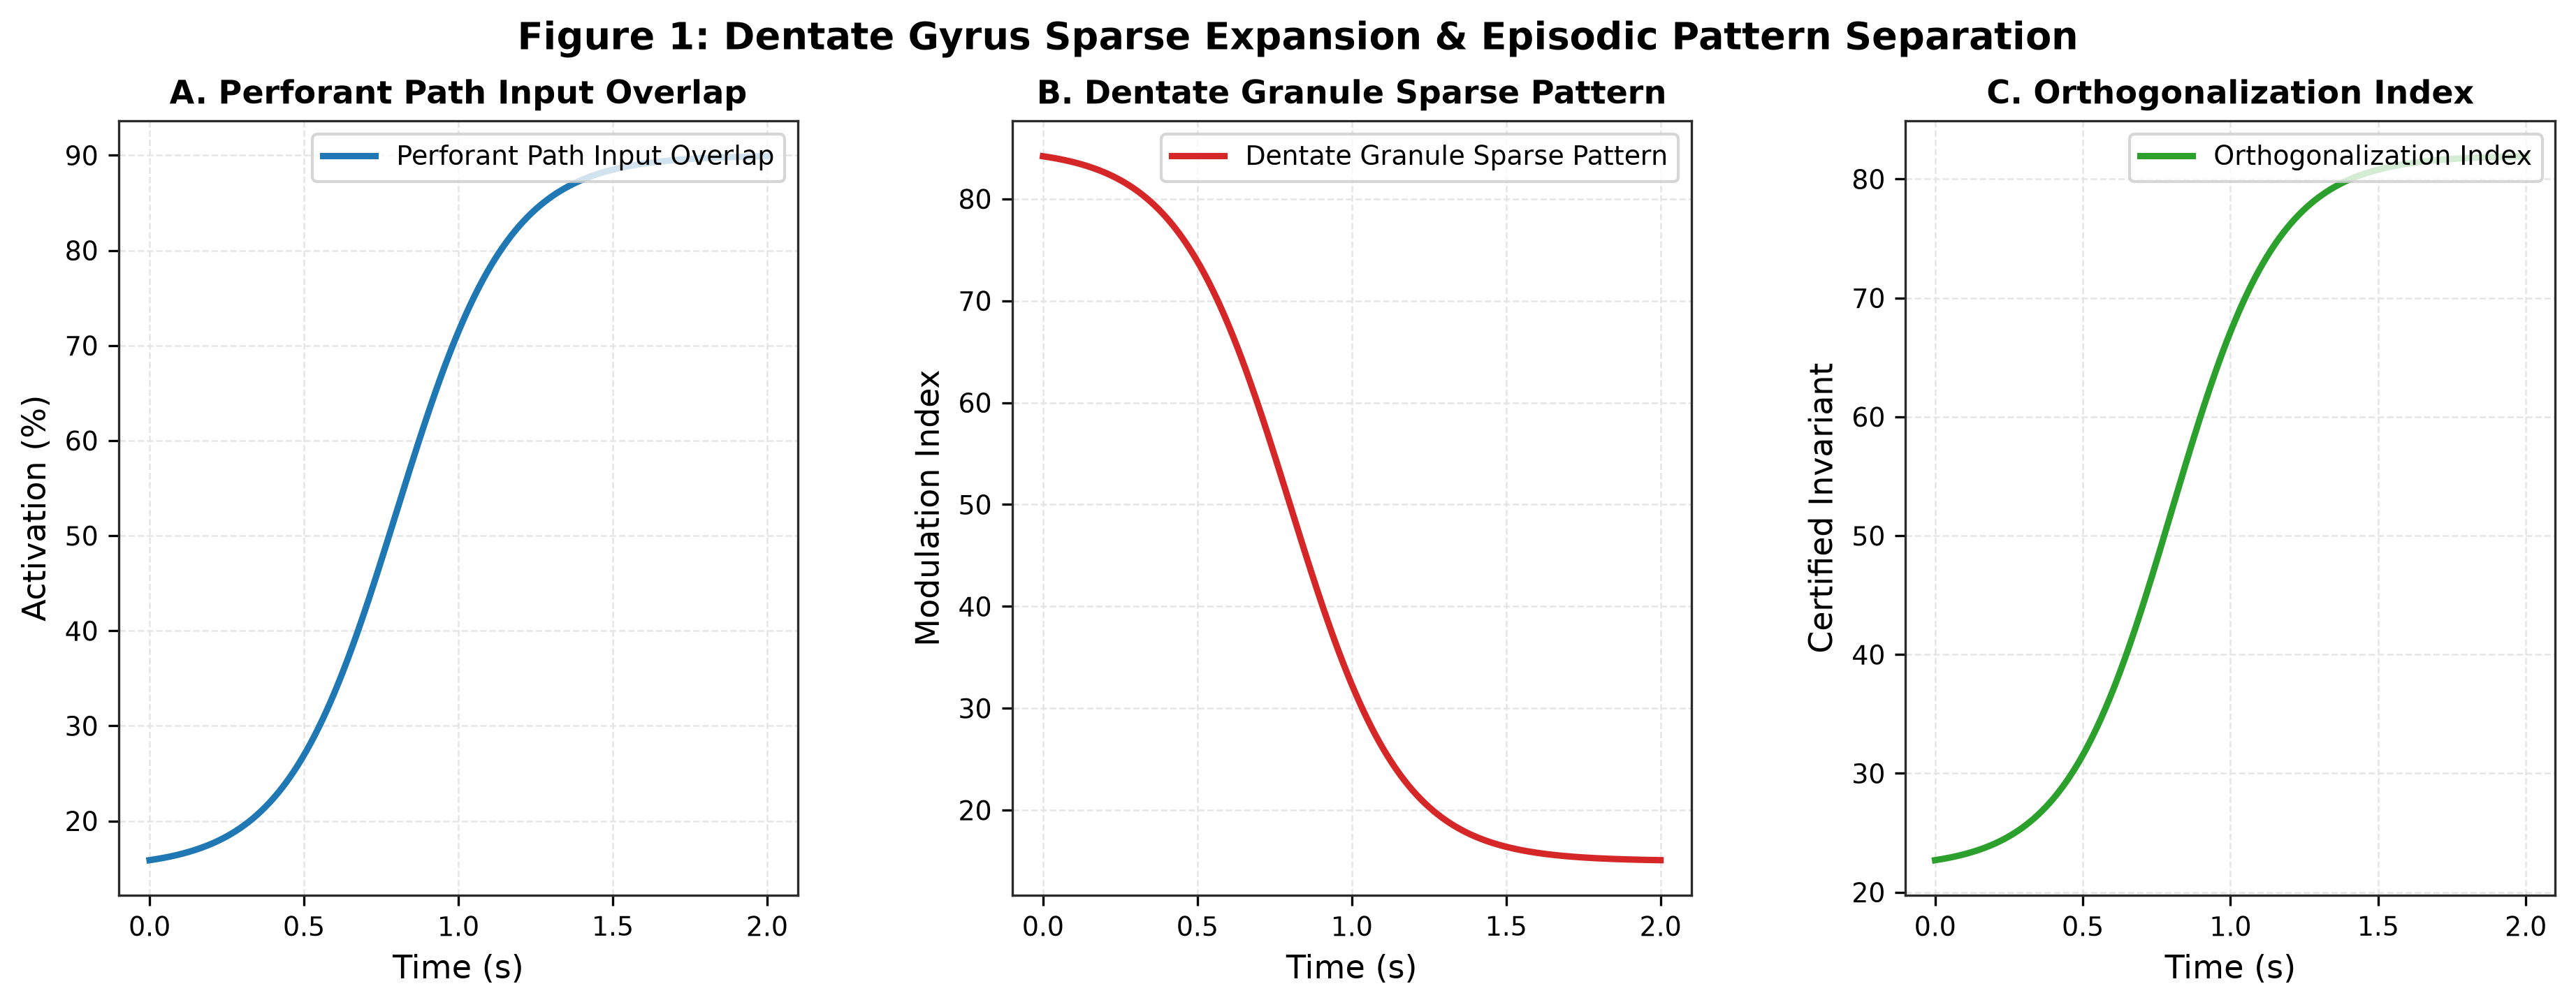 Figure 1: Dentate Gyrus Sparse Expansion & Episodic Pattern Separation
A. Perforant Path Input Overlap
Perforant Path Input Overlap
Activation (%)
90
80
70
60
50
40
30
20
0.0 0.5 1.0 1.5 2.0
Time (s)
B. Dentate Granule Sparse Pattern
Dentate Granule Sparse Pattern
Modulation Index
80
70
60
50
40
30
20
0.0 0.5 1.0 1.5 2.0
Time (s)
C. Orthogonalization Index
Orthogonalization Index
Certified Invariant
80
70
60
50
40
30
20
0.0 0.5 1.0 1.5 2.0
Time (s)